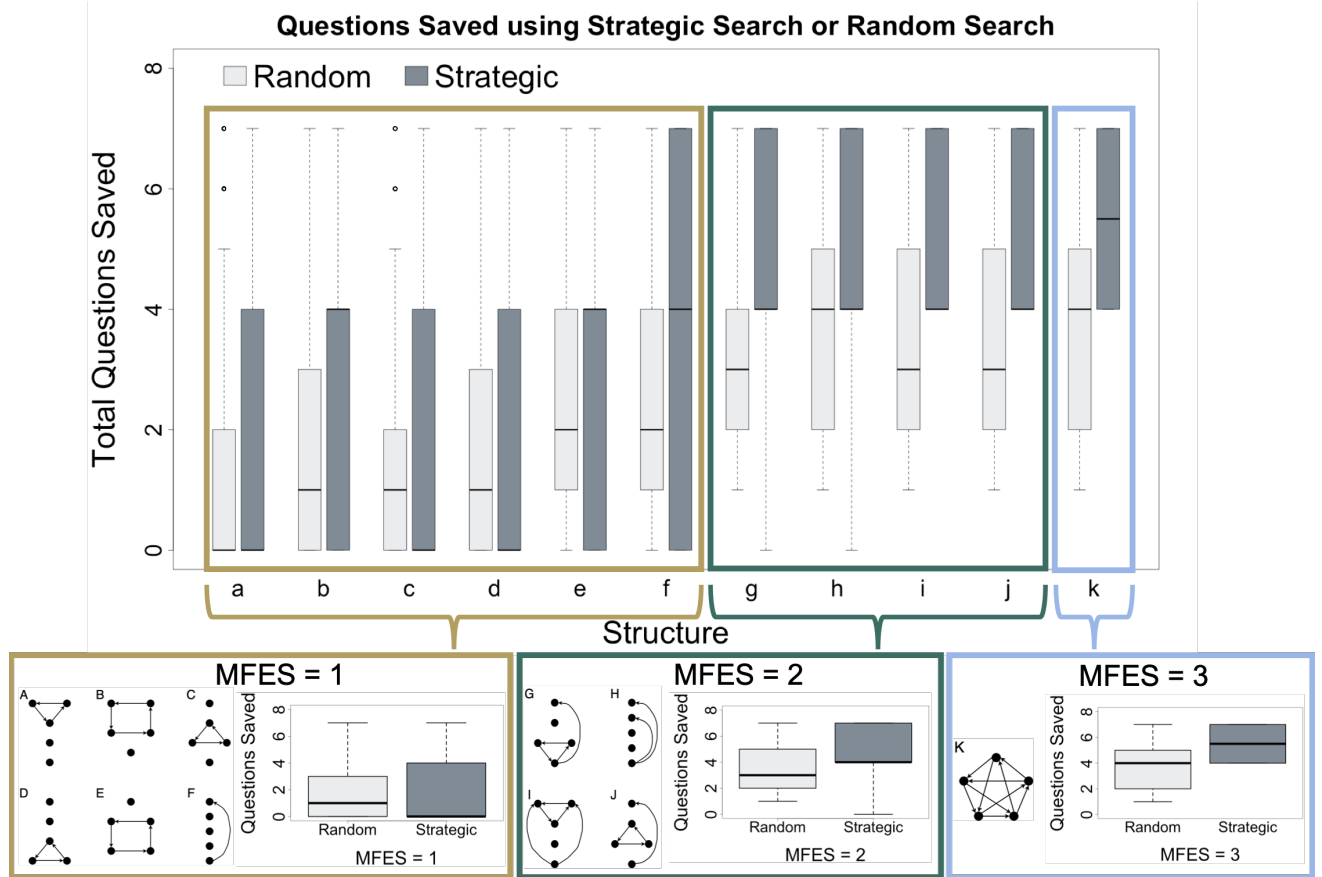 Questions Saved using Strategic Search or Random Search
Random Strategic
Total Questions Saved
8
6
4
2
0
a b c d e f g h i j k
Structure
MFES = 1
A B C
D E F
Questions Saved
8
6
4
2
0
Random Strategic
MFES = 1
MFES = 2
G H
I J
Questions Saved
8
6
4
2
0
Random Strategic
MFES = 2
MFES = 3
K
Questions Saved
8
6
4
2
0
Random Strategic
MFES = 3